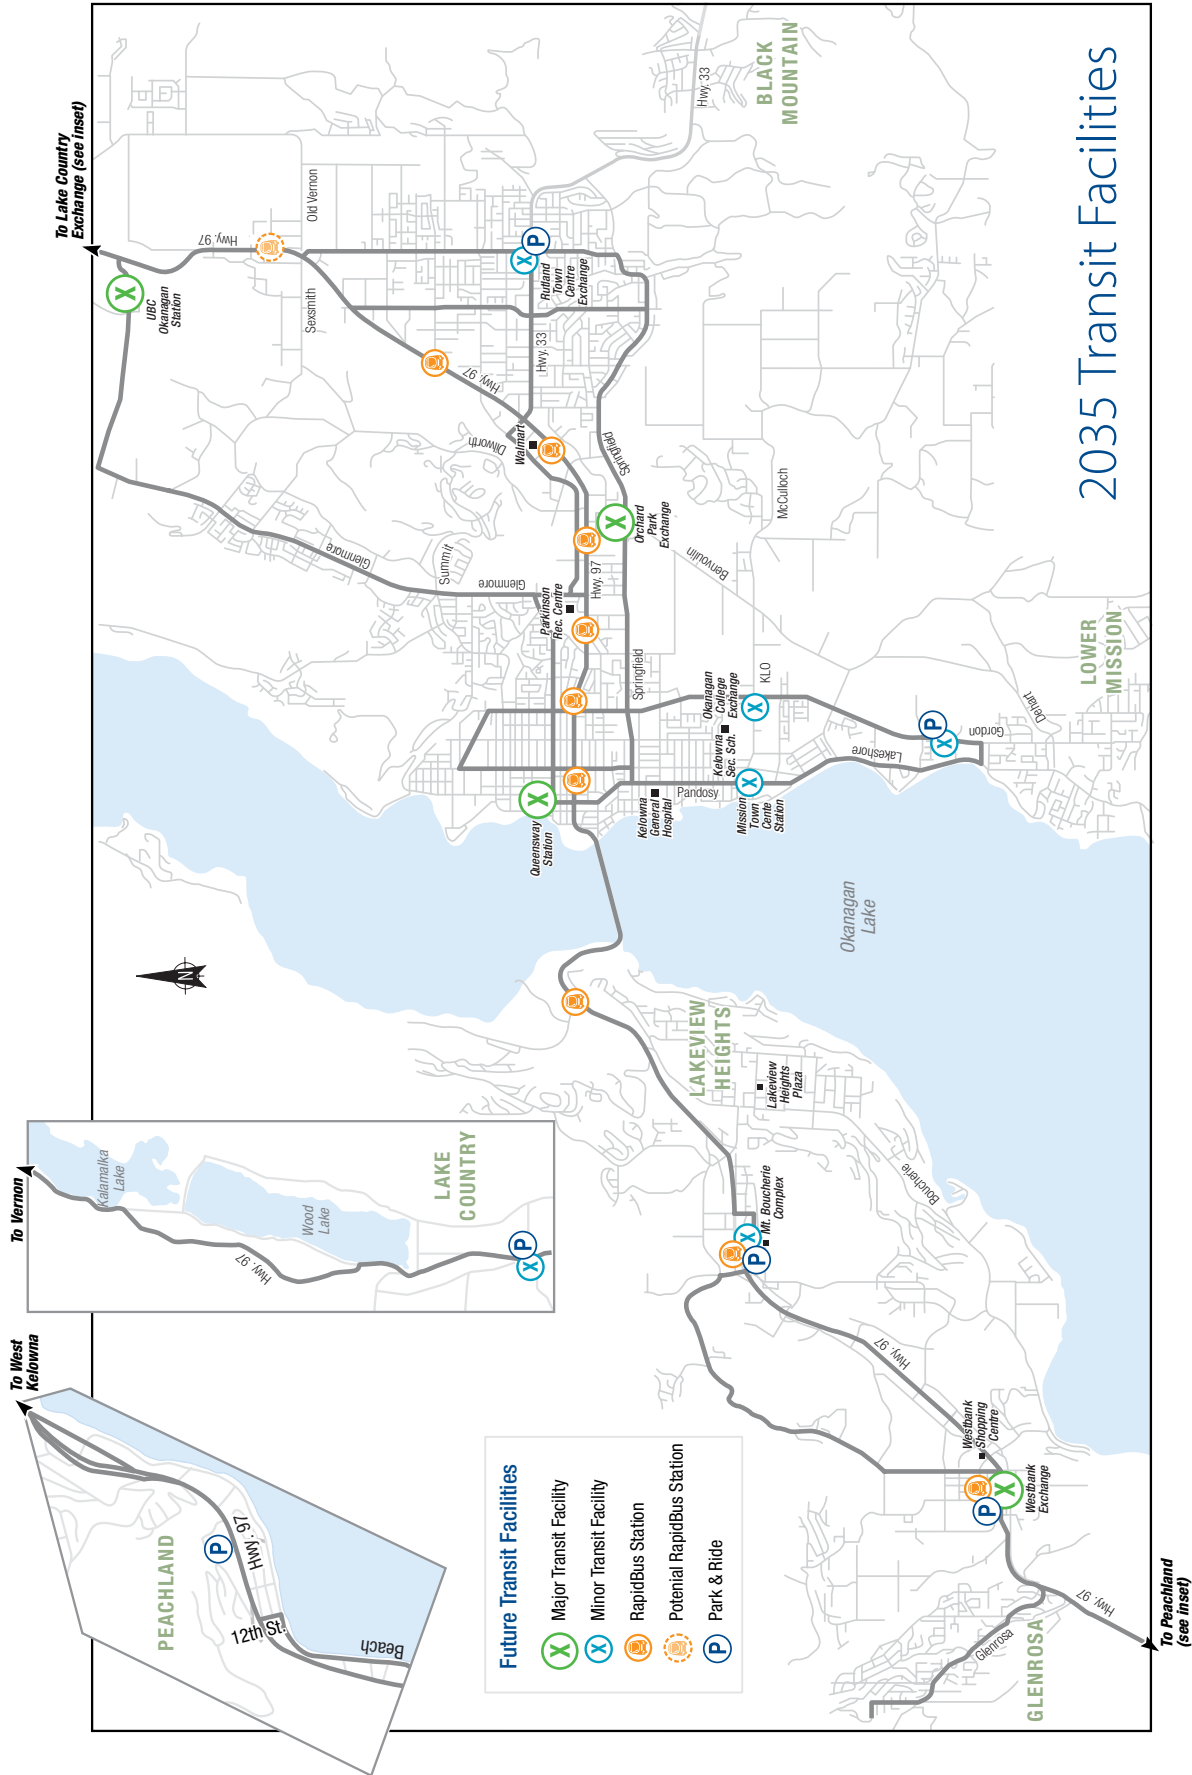 2035 Transit Facilities
To Lake Country
Exchange (see inset)
To Vernon
To West
Kelowna
To Peachland
(see inset)
UBC
Okanagan
Station
Hwy. 97
Old Vernon
Sexsmith
Rutland
Town
Centre
Exchange
Hwy. 33
Hwy. 33
BLACK
MOUNTAIN
Hwy. 97
Dilworth
Walmart
Springfield
Orchard
Park
Exchange
McCulloch
Benvoulin
Glenmore
Summit
Glenmore
Parkinson
Rec. Centre
Hwy. 97
Springfield
Okanagan
College
Exchange
KLO
Kelowna
Sec. Sch.
LOWER
MISSION
Dehart
Gordon
Lakeshore
Pandosy
Mission
Town
Cente
Station
Kelowna
General
Hospital
Queensway
Station
Okanagan
Lake
N
LAKEVIEW
HEIGHTS
Lakeview
Heights
Plaza
Boucherie
Mt. Boucherie
Complex
Hwy. 97
Westbank
Shopping
Centre
Westbank
Exchange
Hwy. 97
Glenrosa
GLENROSA
Kalamalka
Lake
Wood
Lake
Hwy. 97
LAKE
COUNTRY
P
X
PEACHLAND
P
Hwy. 97
12th St.
Beach
Future Transit Facilities
X Major Transit Facility
X Minor Transit Facility
RapidBus Station
Potenial RapidBus Station
P Park & Ride
X
X
P
X
X
X
P
X
X
X
P
P
X